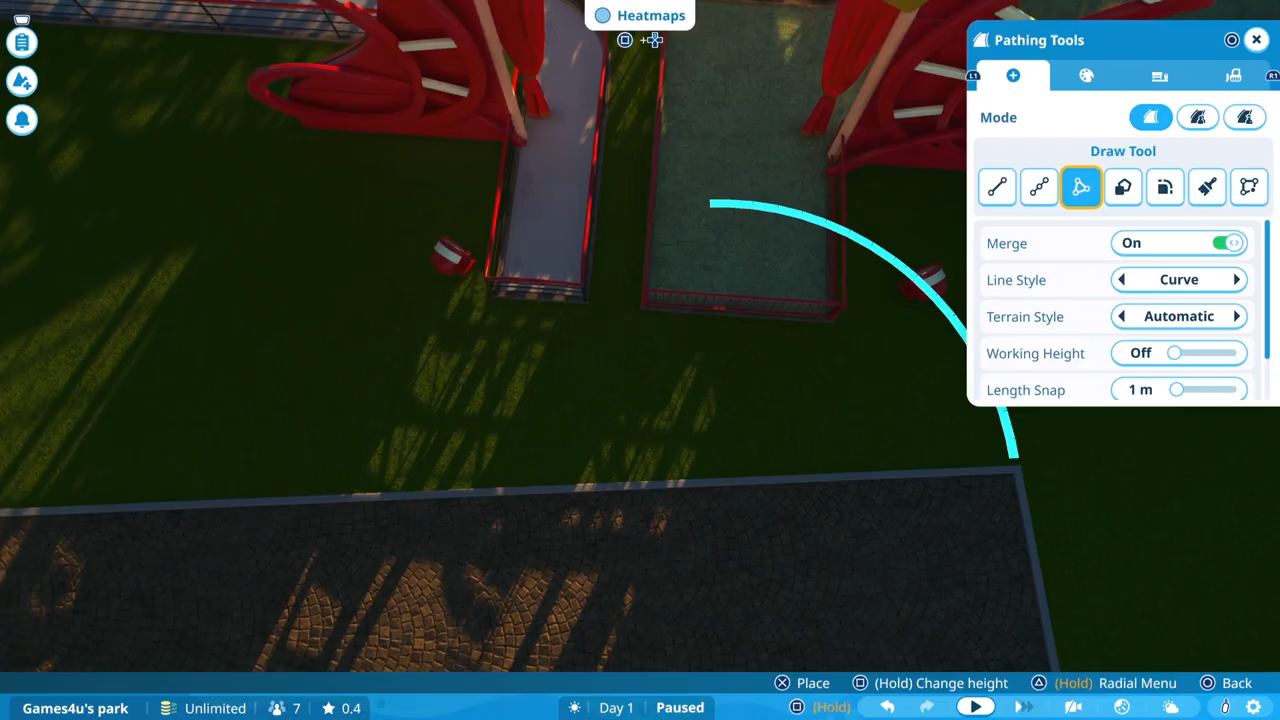 Heatmaps
Pathing Tools
L1
R1
Mode
Draw Tool
Merge On
Line Style Curve
Terrain Style Automatic
Working Height Off
Length Snap 1 m
Place (Hold) Change height (Hold) Radial Menu Back
Games4u's park Unlimited 7 0.4 Day 1 Paused (Hold)